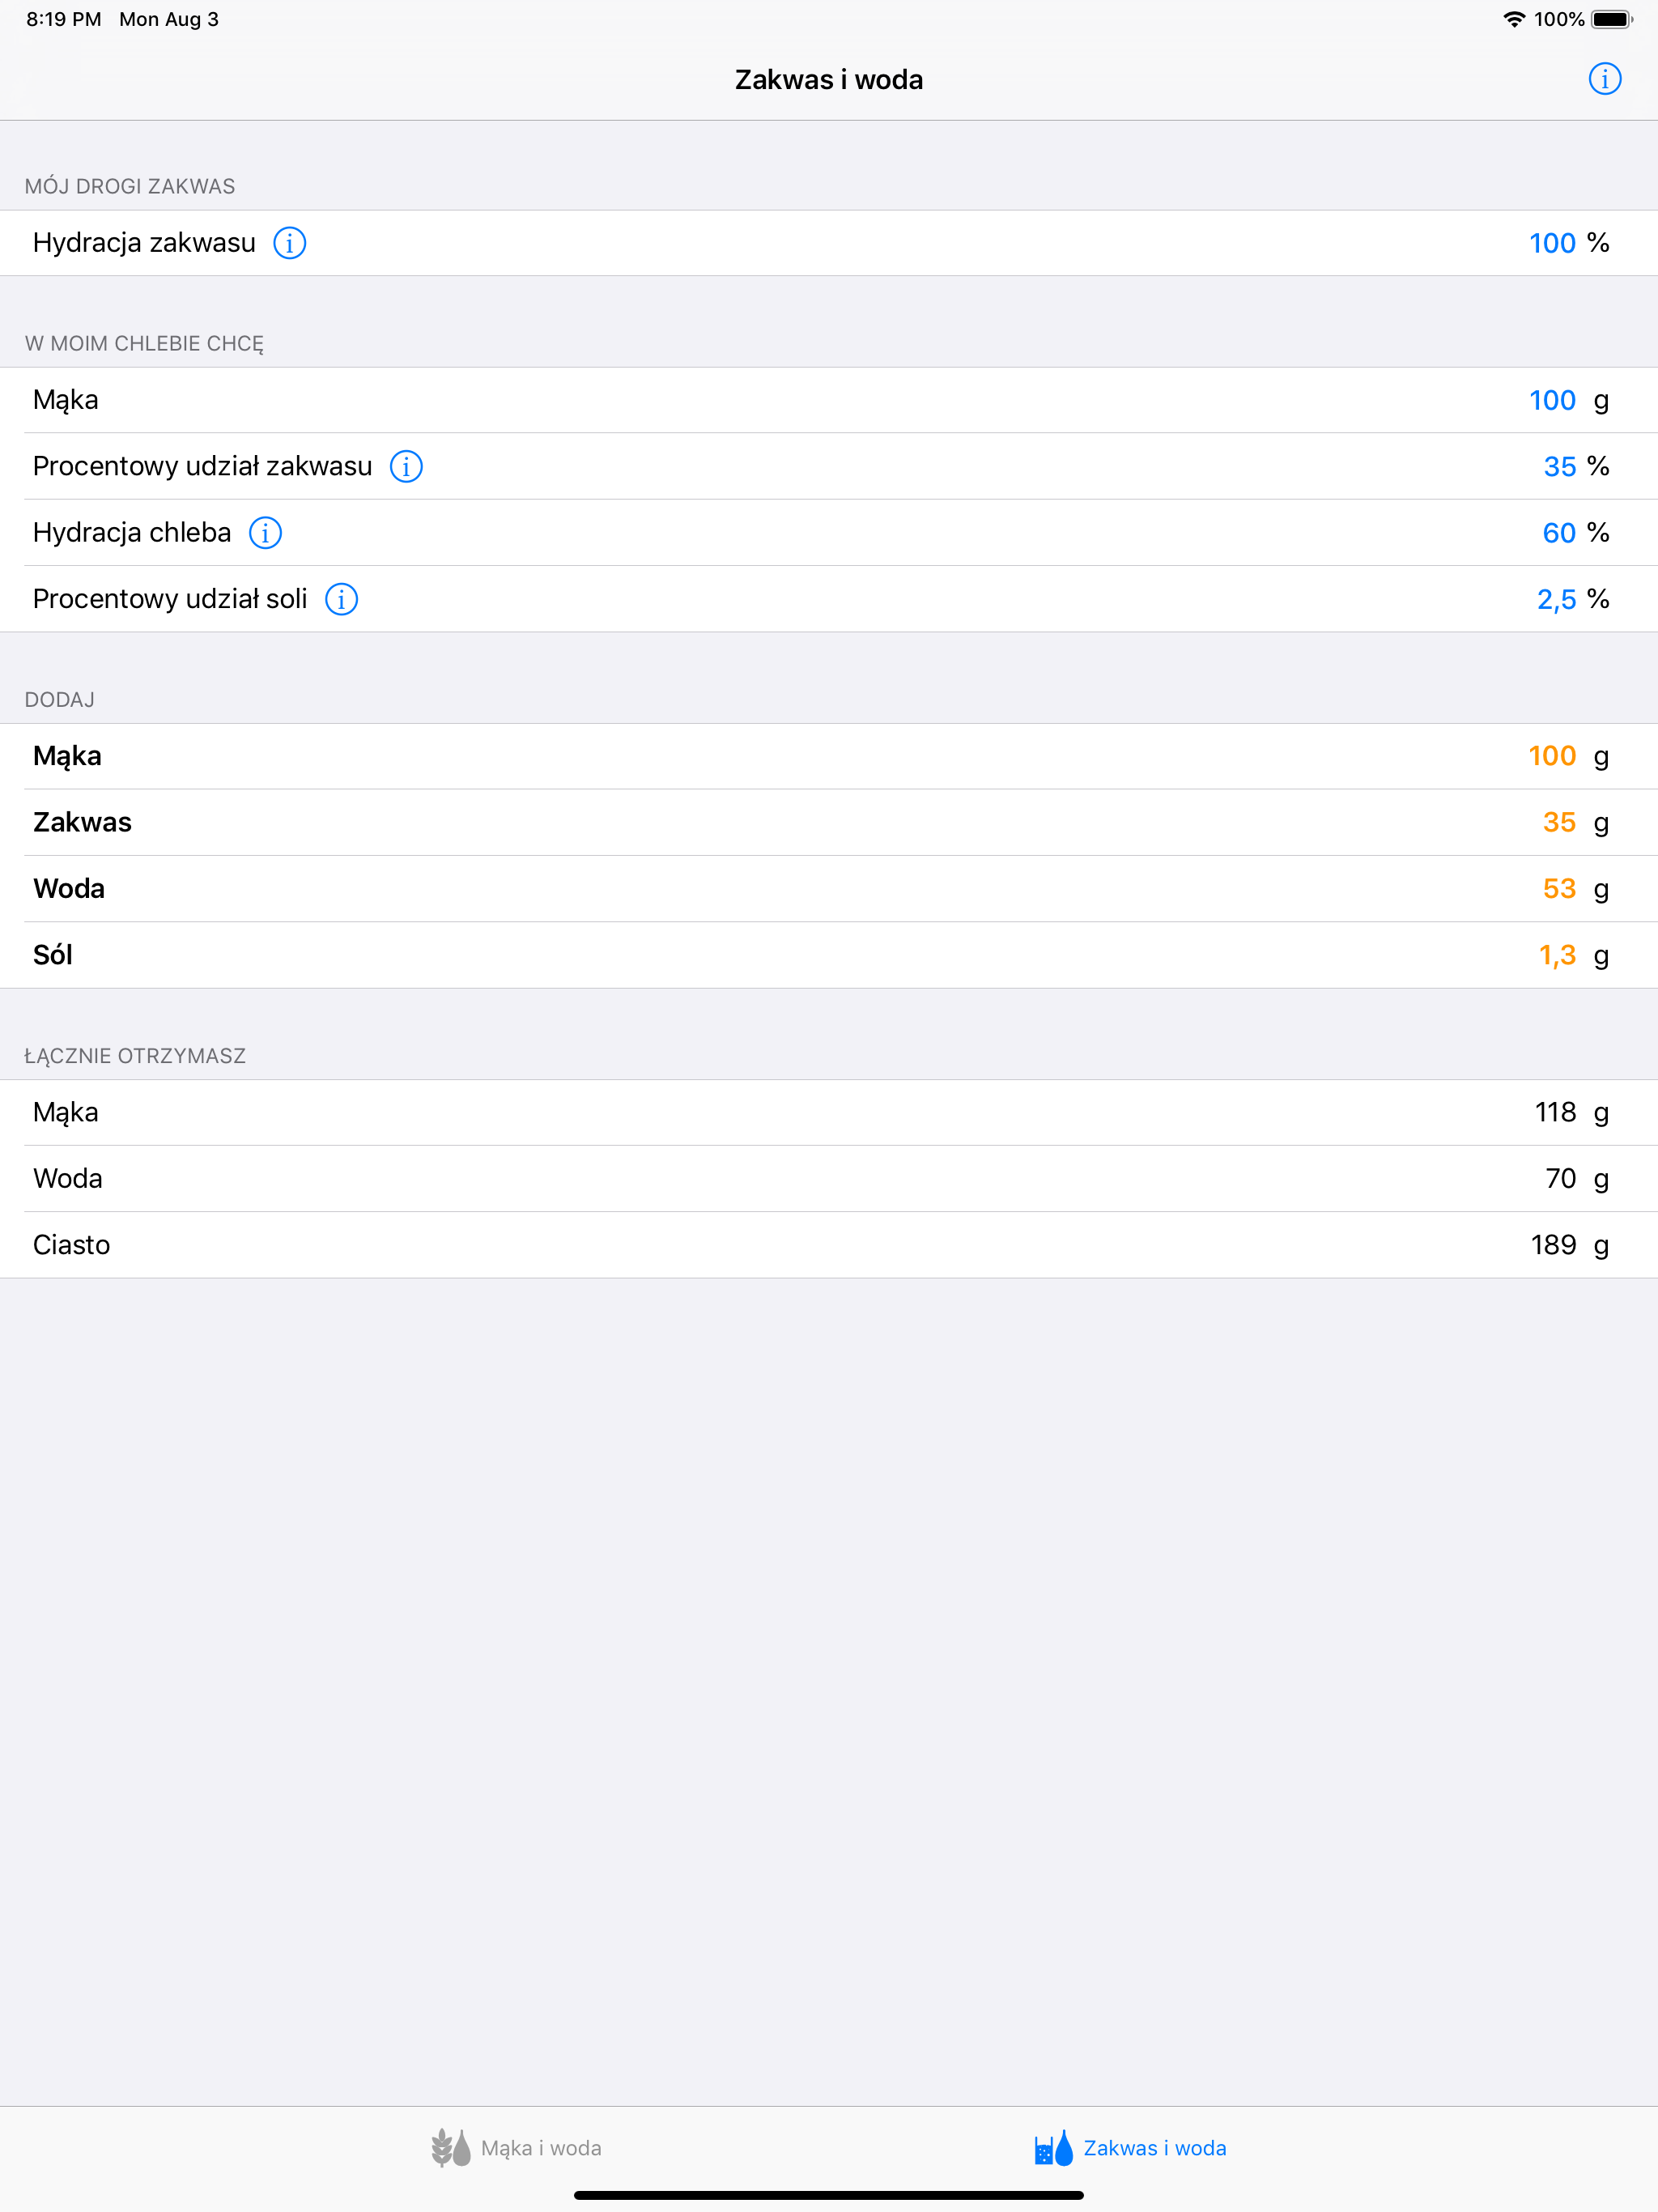 8:19 PM Mon Aug 3 100%
Zakwas i woda
MÓJ DROGI ZAKWAS
Hydracja zakwasu 100 %
W MOIM CHLEBIE CHCĘ
Mąka 100 g
Procentowy udział zakwasu 35 %
Hydracja chleba 60 %
Procentowy udział soli 2,5 %
DODAJ
Mąka 100 g
Zakwas 35 g
Woda 53 g
Sól 1,3 g
ŁĄCZNIE OTRZYMASZ
Mąka 118 g
Woda 70 g
Ciasto 189 g
Mąka i woda Zakwas i woda